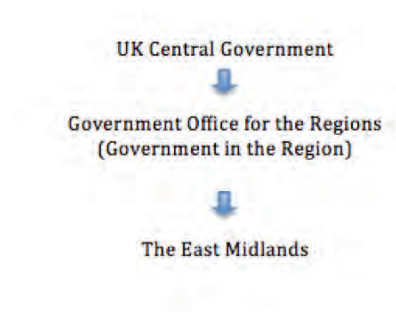 UK Central Government
Government Office for the Regions
(Government in the Region)
The East Midlands